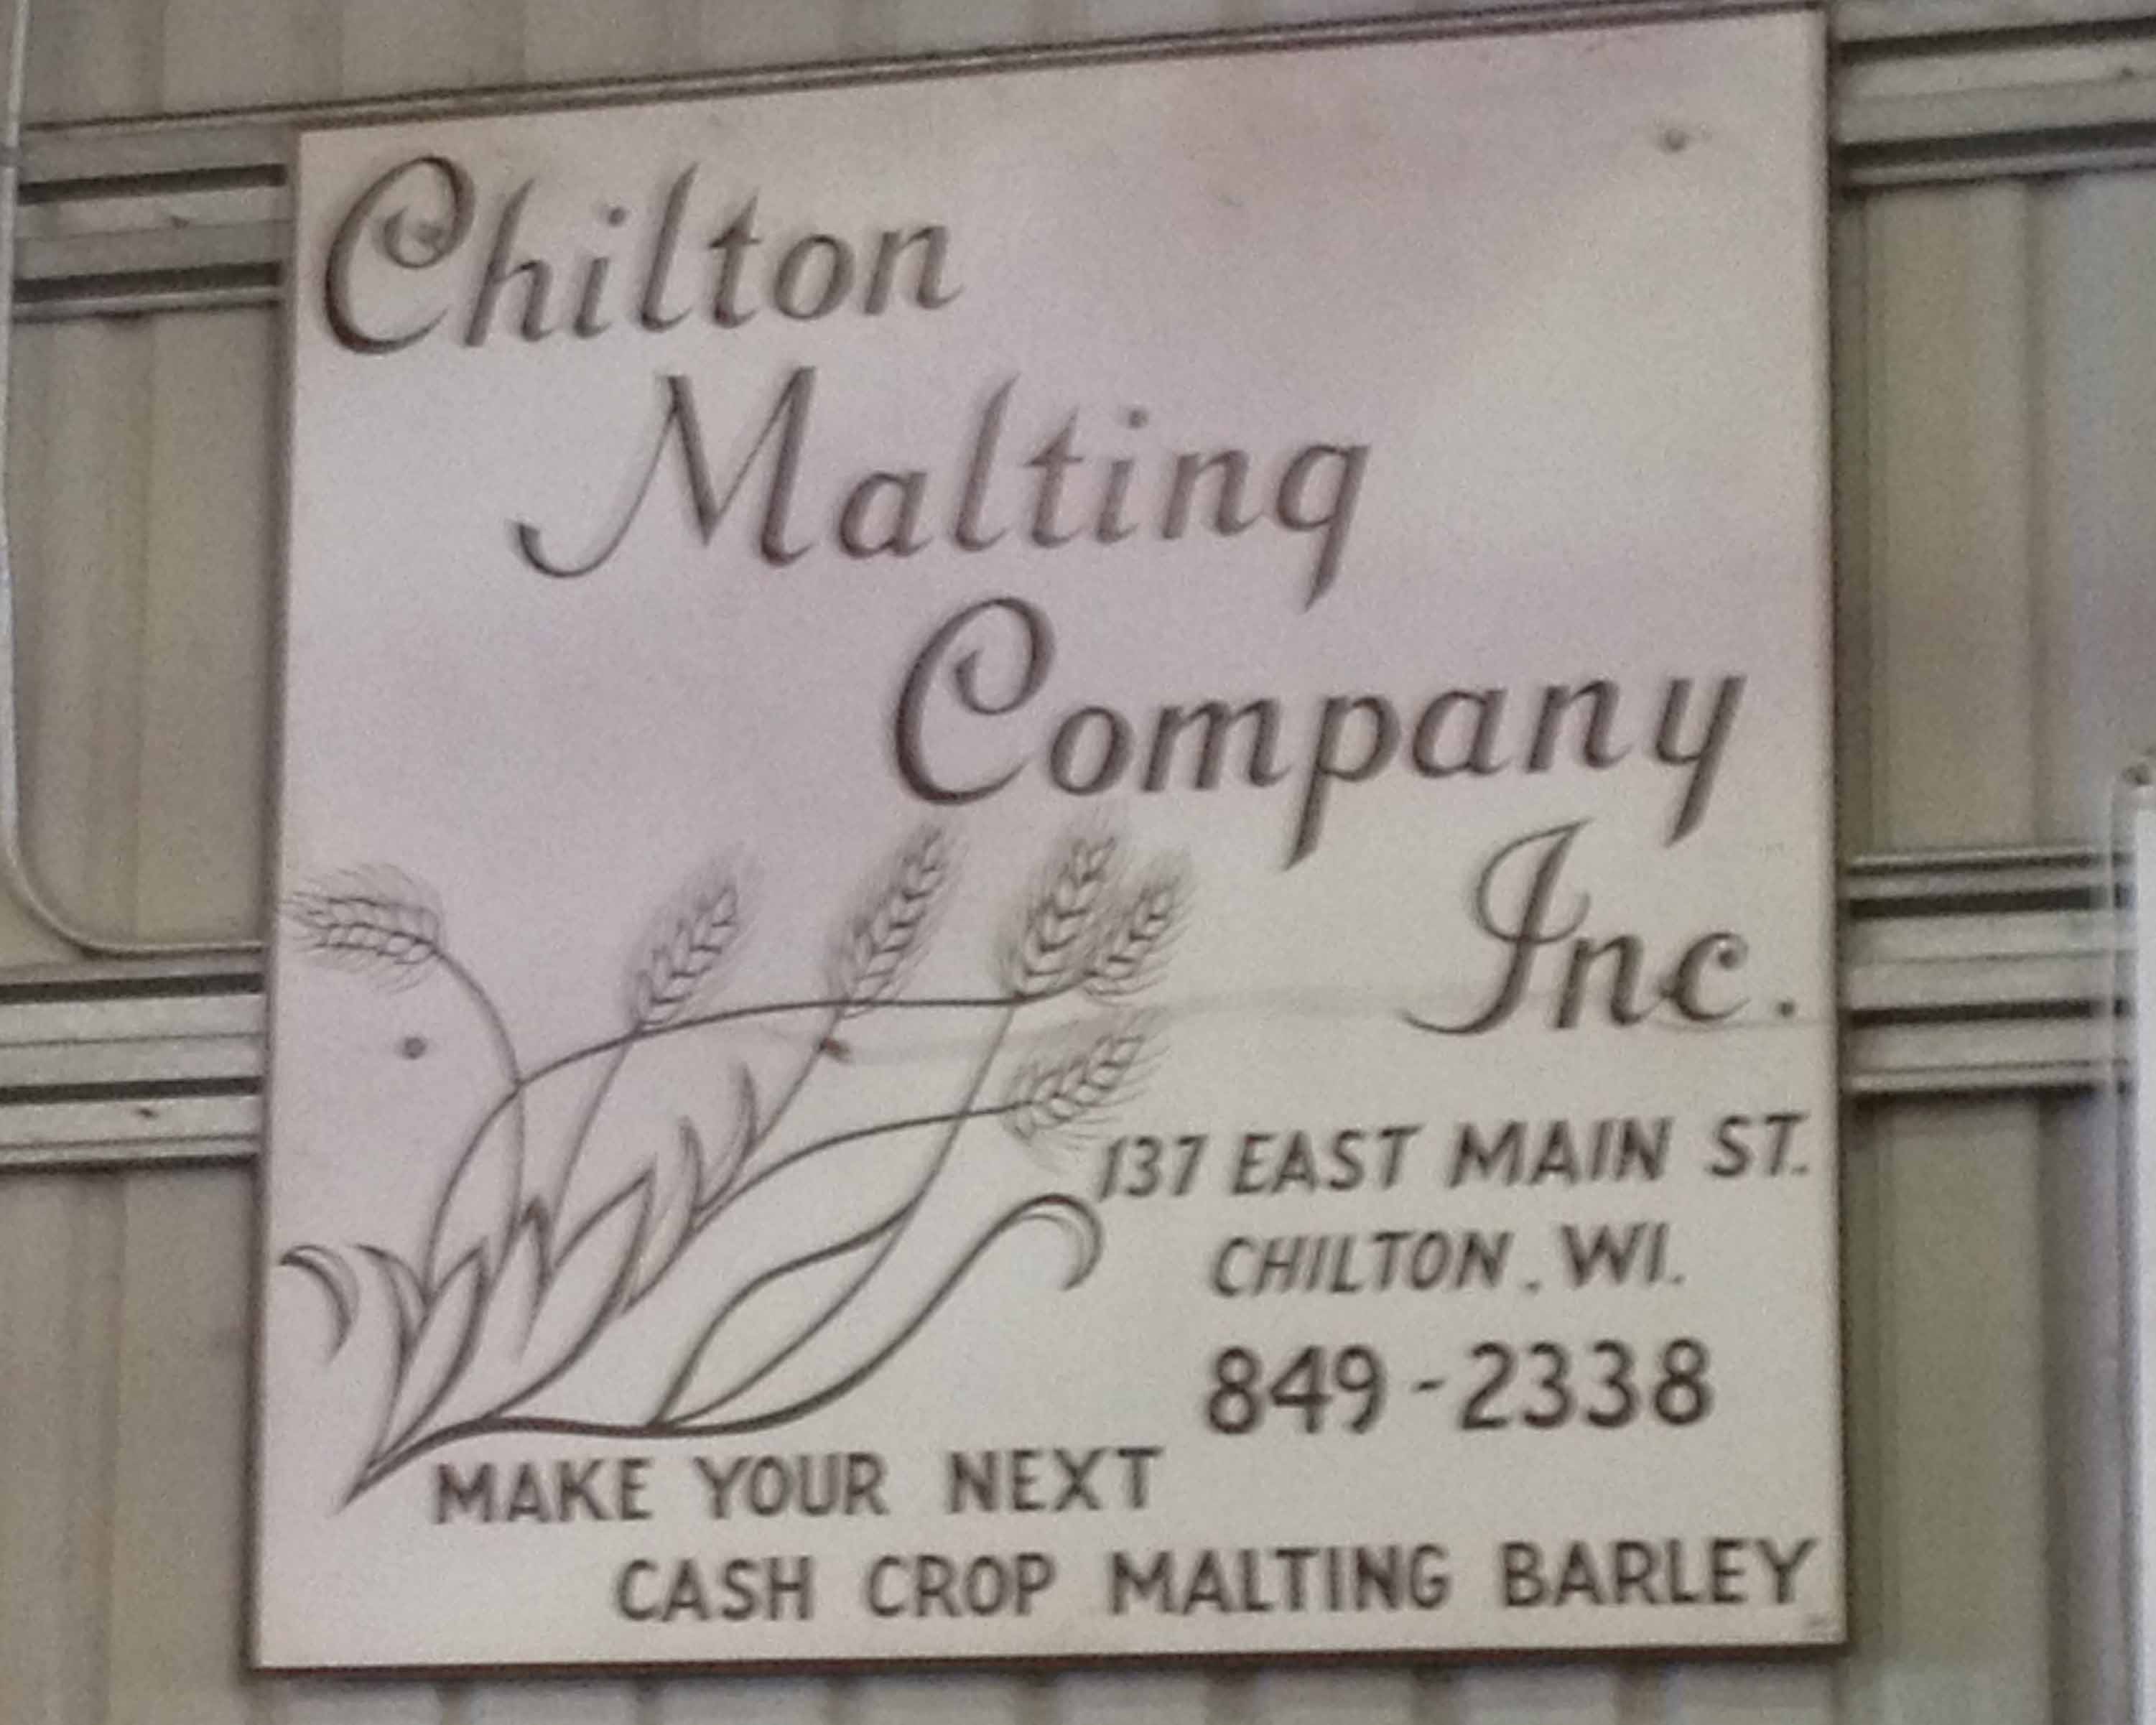 Chilton
Malting
Company
Inc.
137 EAST MAIN ST.
CHILTON, WI.
849-2338
MAKE YOUR NEXT
CASH CROP MALTING BARLEY